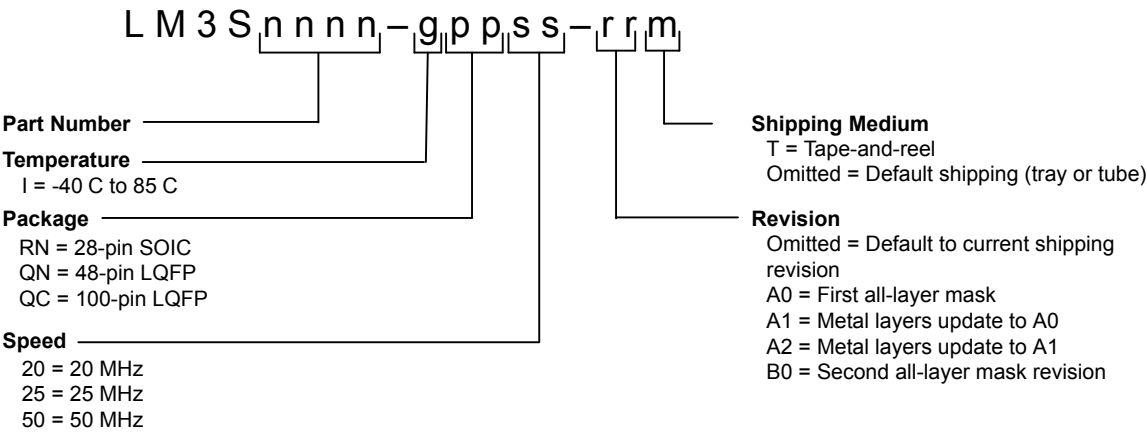 L M 3 S n n n n – g p p s s – r r m
Part Number
Temperature
I = -40 C to 85 C
Package
RN = 28-pin SOIC
QN = 48-pin LQFP
QC = 100-pin LQFP
Speed
20 = 20 MHz
25 = 25 MHz
50 = 50 MHz
Shipping Medium
T = Tape-and-reel
Omitted = Default shipping (tray or tube)
Revision
Omitted = Default to current shipping
revision
A0 = First all-layer mask
A1 = Metal layers update to A0
A2 = Metal layers update to A1
B0 = Second all-layer mask revision